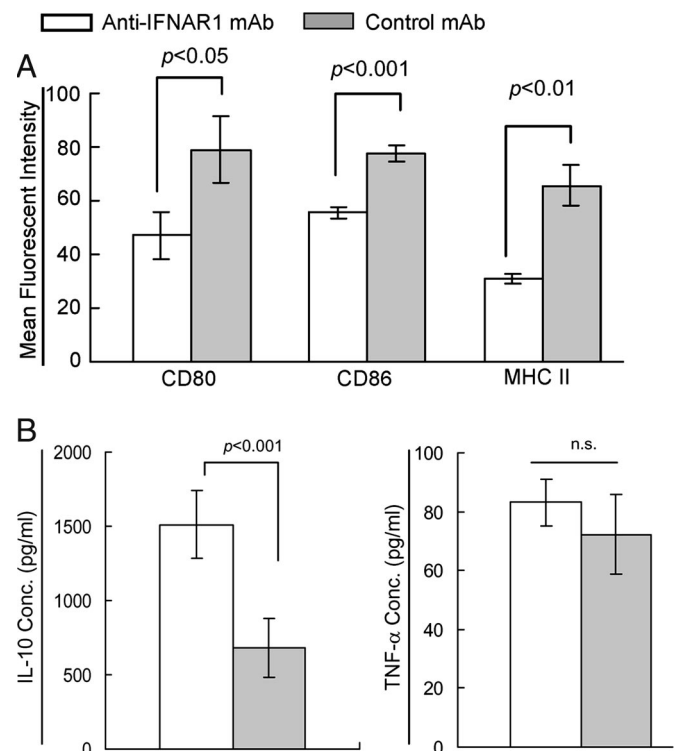 Anti-IFNAR1 mAb
Control mAb
A
p<0.05
p<0.001
p<0.01
Mean Fluorescent Intensity
100
80
60
40
20
0
CD80
CD86
MHC II
B
p<0.001
IL-10 Conc. (pg/ml)
2000
1500
1000
500
0
n.s.
TNF-α Conc. (pg/ml)
100
80
60
40
20
0